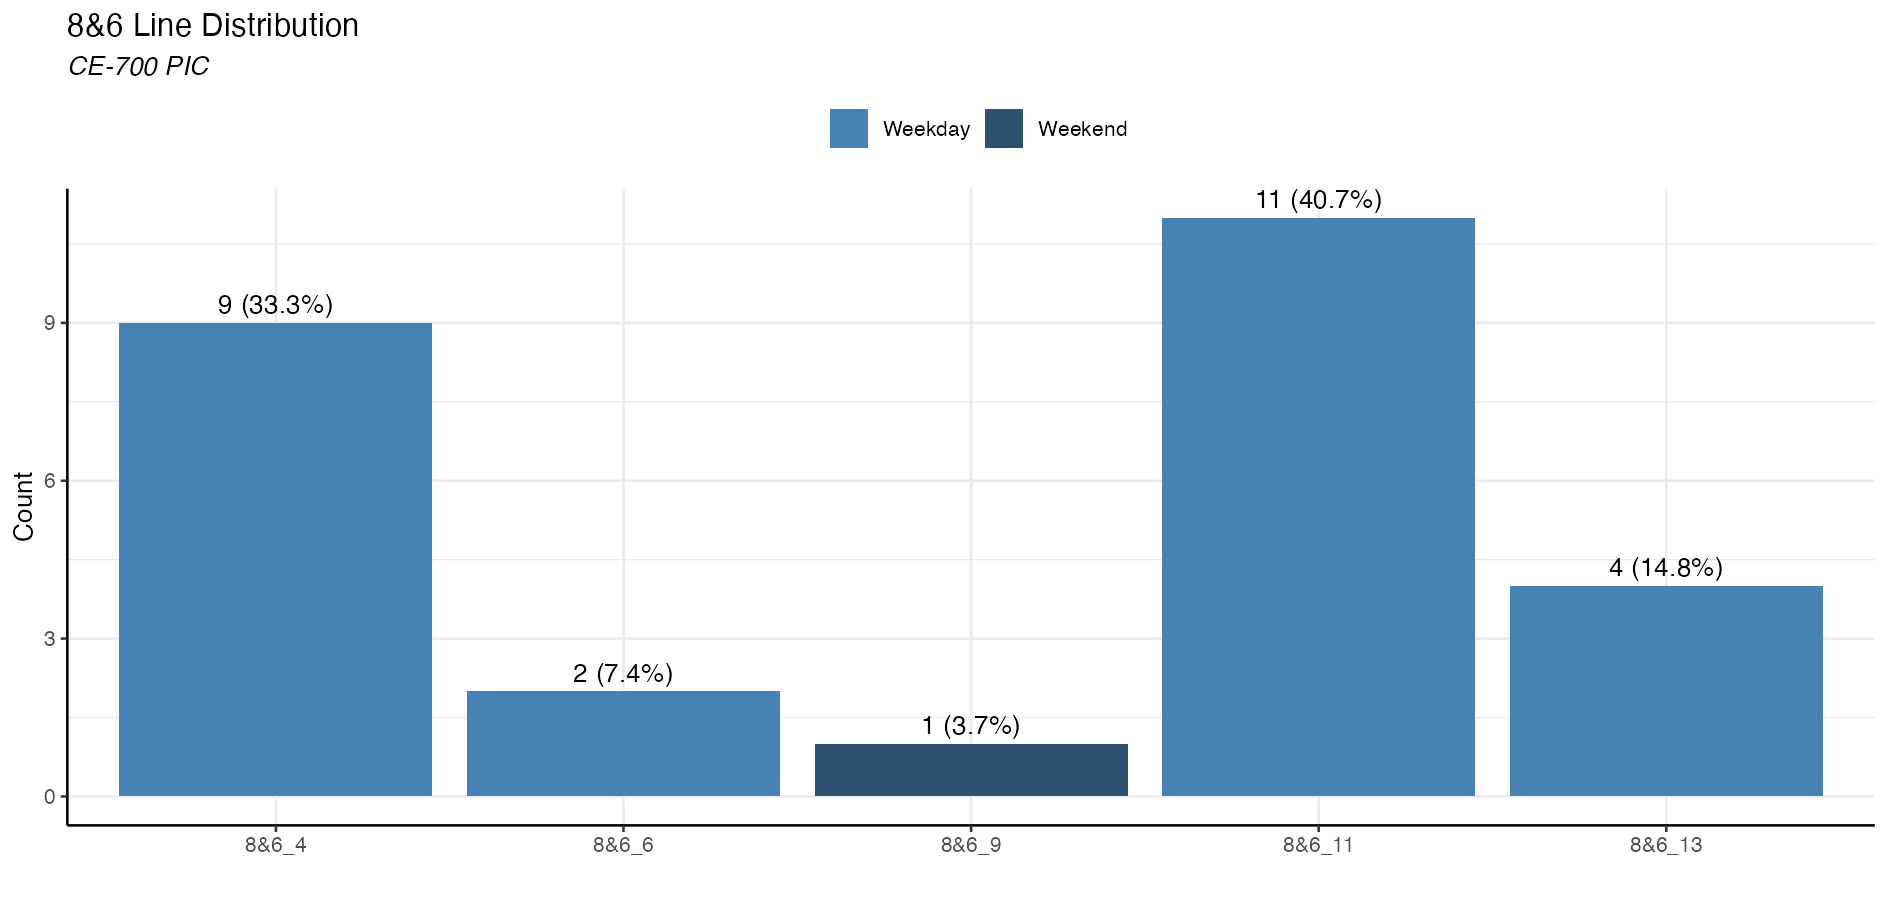 8&6 Line Distribution
CE-700 PIC
Weekday Weekend
11 (40.7%)
9 (33.3%)
9
Count
6
4 (14.8%)
3
2 (7.4%)
1 (3.7%)
0
8&6_4 8&6_6 8&6_9 8&6_11 8&6_13